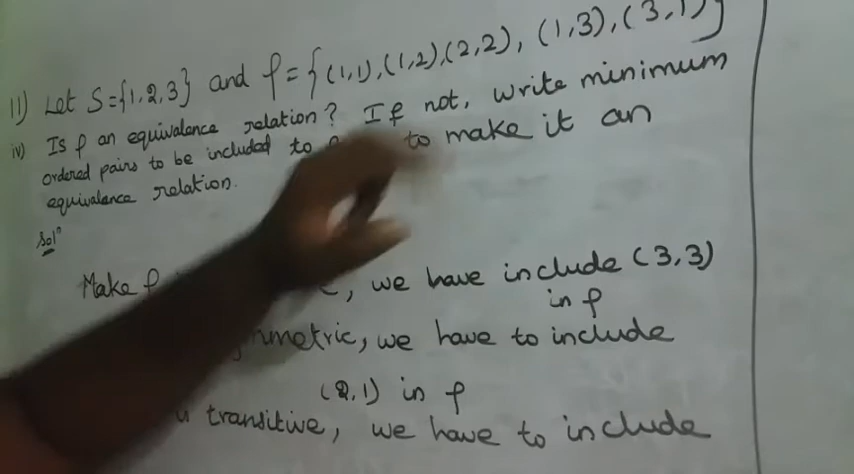 11) Let S={1,2,3} and ρ={(1,1),(1,2),(2,2),(1,3),(3,1)}
iv) Is ρ an equivalence relation? If not, write minimum
ordered pairs to be included to to make it an
equivalence relation.
Solⁿ
Make ρ , we have include (3,3)
in ρ
, we have to include
(2,1) in ρ
transitive, we have to include